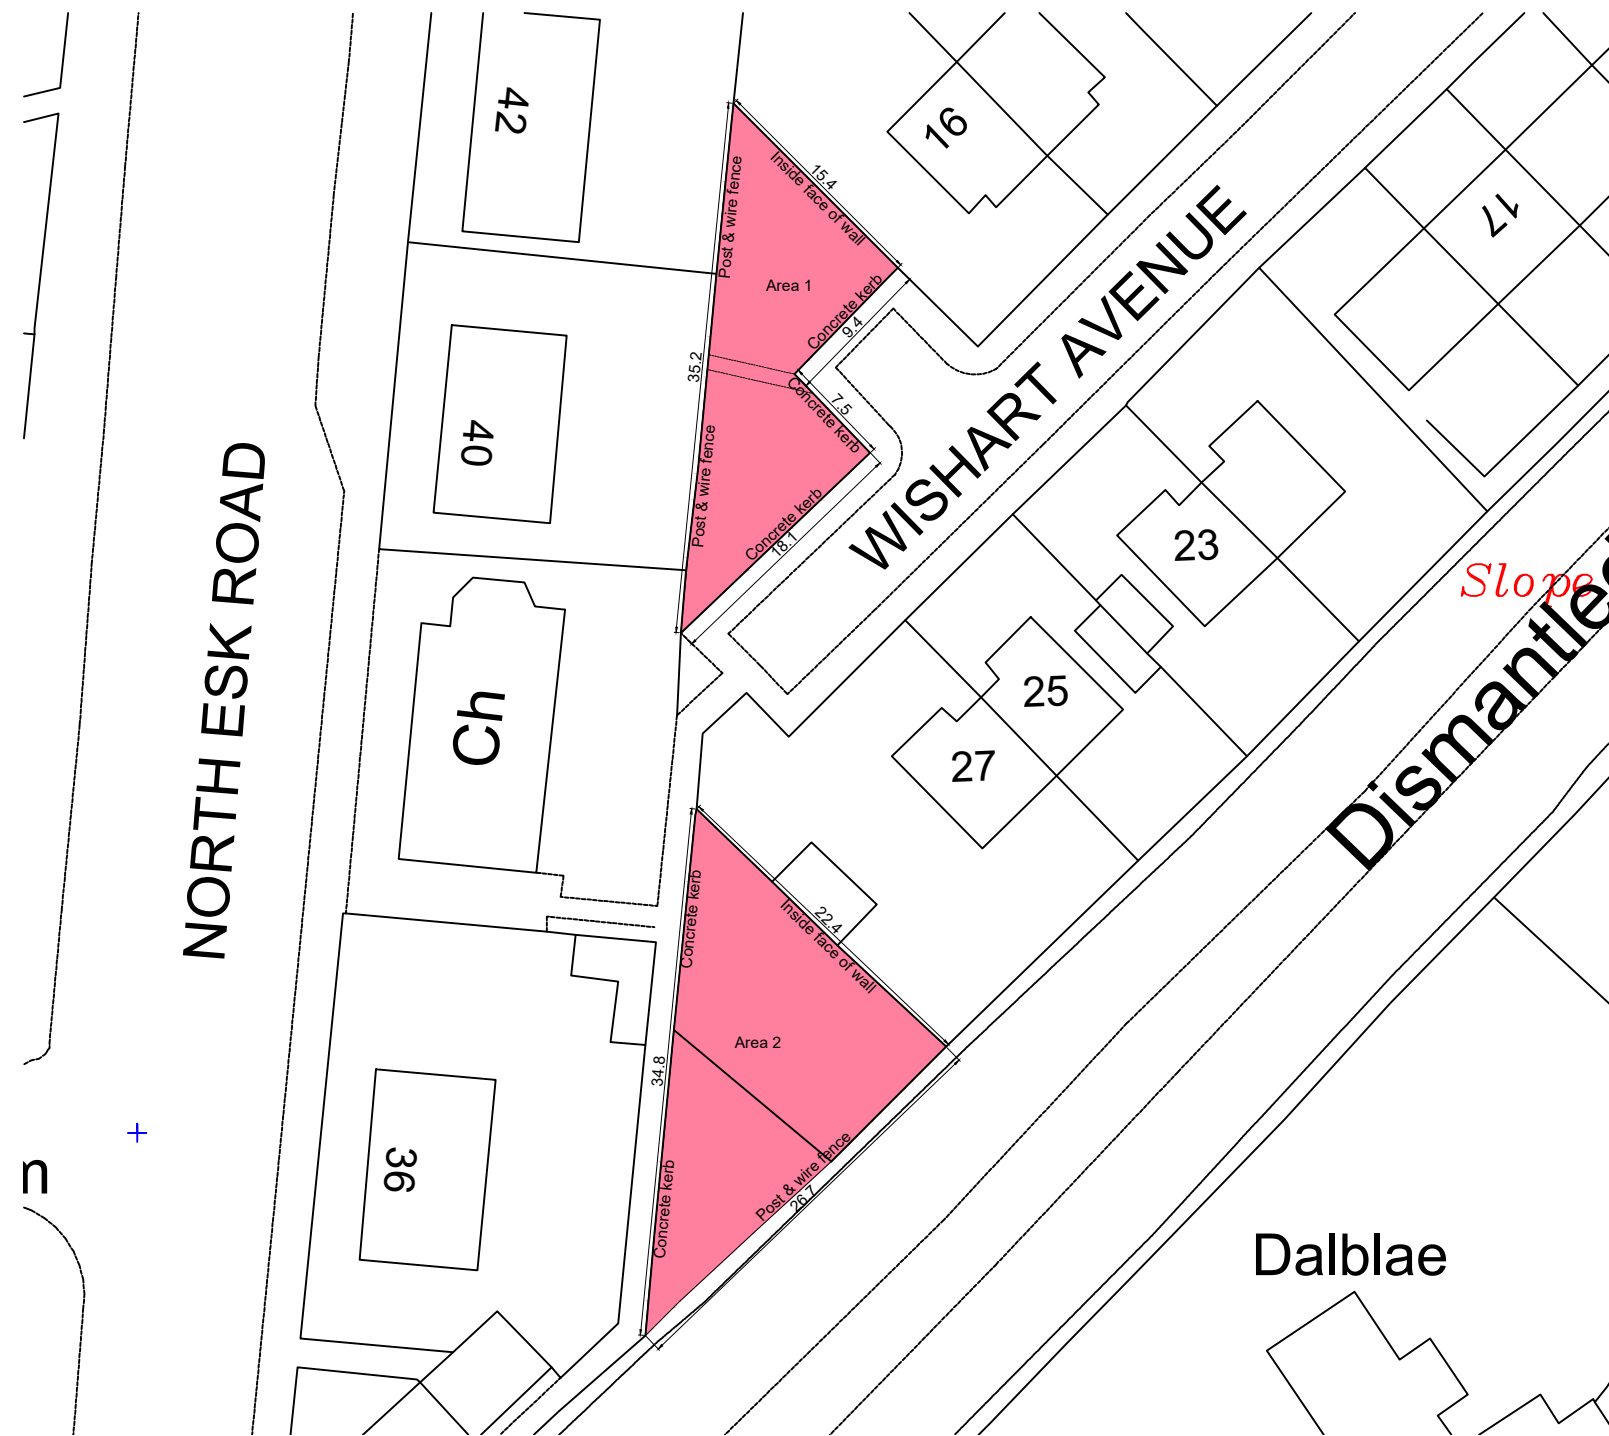 42
16
17
15.4
Post & wire fence
Inside face of wall
Area 1
Concrete kerb
9.4
35.2
Concrete kerb
7.5
WISHART AVENUE
40
Post & wire fence
Concrete kerb
18.1
23
Slope
Dismantle
NORTH ESK ROAD
Ch
25
27
Concrete kerb
22.4
Inside face of wall
Area 2
34.8
36
n
Concrete kerb
Post & wire fence
26.7
Dalblae